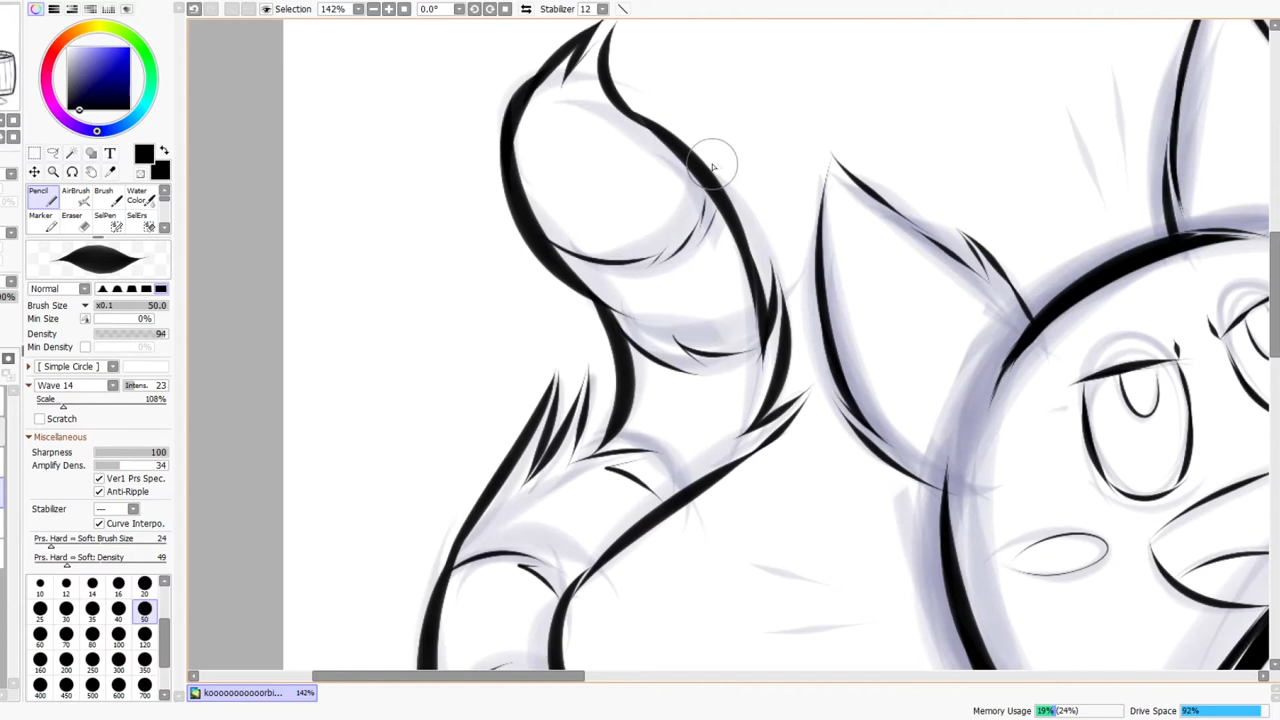 Selection 142% 0.0° Stabilizer 12
T
Pencil AirBrush Brush Water Color
Marker Eraser SelPen SelErs
Normal
Brush Size x0.1 50.0
Min Size 0%
Density 94
Min Density 0%
[ Simple Circle ]
Wave 14 Intens. 23
Scale 108%
Scratch
Miscellaneous
Sharpness 100
Amplify Dens. 34
Ver1 Prs Spec.
Anti-Ripple
Stabilizer ---
Curve Interpo.
Prs. Hard ⇔ Soft: Brush Size 24
Prs. Hard ⇔ Soft: Density 49
10 12 14 16 20
25 30 35 40 50
60 70 80 100 120
160 200 250 300 350
400 450 500 600 700
kooooooooooorbi... 142%
Memory Usage 19% (24%) Drive Space 92%